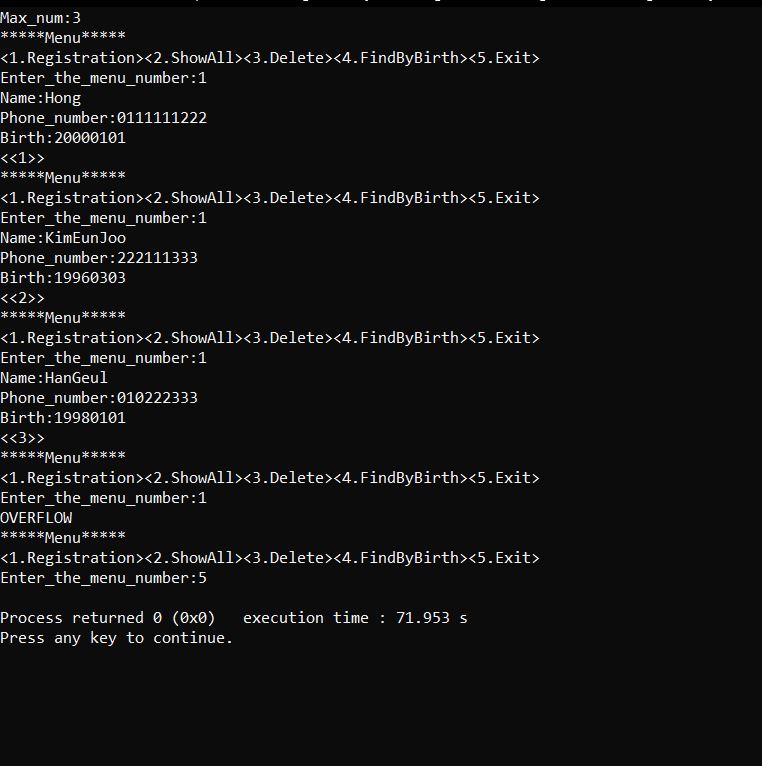 Max_num:3
*****Menu*****
<1.Registration><2.ShowAll><3.Delete><4.FindByBirth><5.Exit>
Enter_the_menu_number:1
Name:Hong
Phone_number:0111111222
Birth:20000101
<<1>>
*****Menu*****
<1.Registration><2.ShowAll><3.Delete><4.FindByBirth><5.Exit>
Enter_the_menu_number:1
Name:KimEunJoo
Phone_number:222111333
Birth:19960303
<<2>>
*****Menu*****
<1.Registration><2.ShowAll><3.Delete><4.FindByBirth><5.Exit>
Enter_the_menu_number:1
Name:HanGeul
Phone_number:010222333
Birth:19980101
<<3>>
*****Menu*****
<1.Registration><2.ShowAll><3.Delete><4.FindByBirth><5.Exit>
Enter_the_menu_number:1
OVERFLOW
*****Menu*****
<1.Registration><2.ShowAll><3.Delete><4.FindByBirth><5.Exit>
Enter_the_menu_number:5

Process returned 0 (0x0)   execution time : 71.953 s
Press any key to continue.